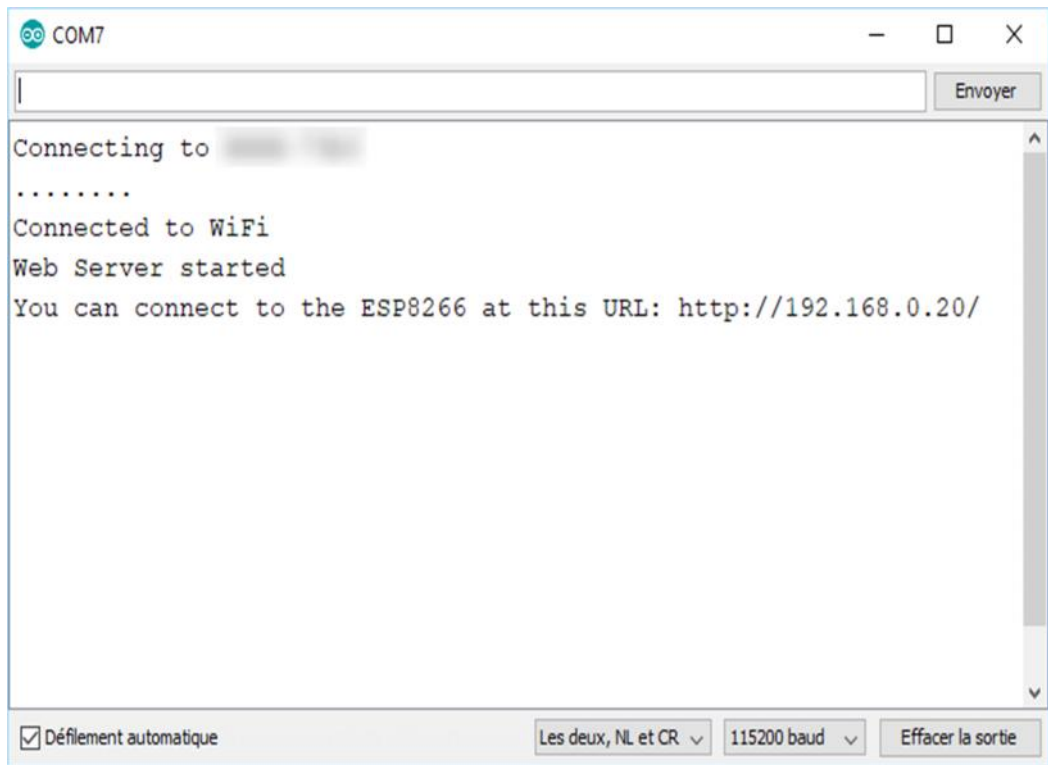 COM7
Envoyer
Connecting to
........
Connected to WiFi
Web Server started
You can connect to the ESP8266 at this URL: http://192.168.0.20/
Défilement automatique
Les deux, NL et CR
115200 baud
Effacer la sortie